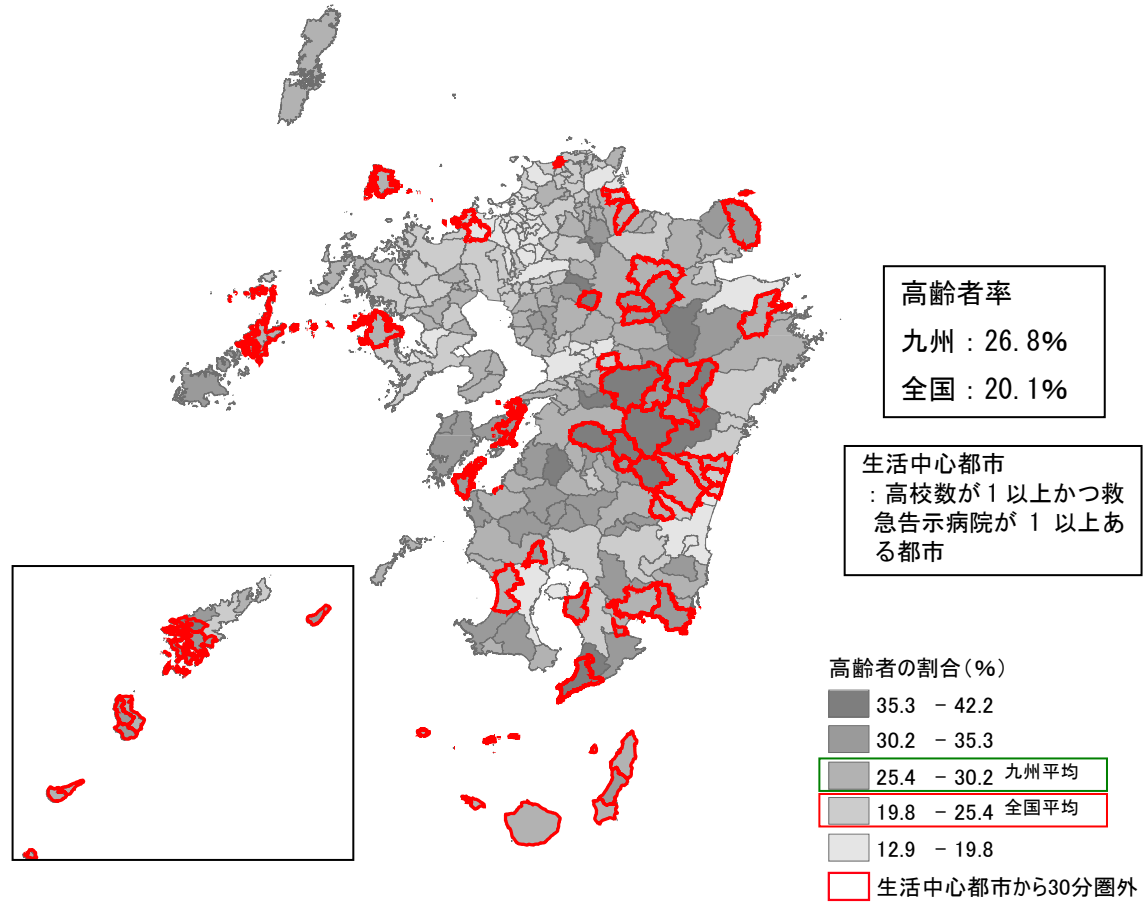 高齢者率
九州：26.8%
全国：20.1%
生活中心都市
：高校数が１以上かつ救
急告示病院が １ 以上あ
る都市
高齢者の割合（％）
35.3 － 42.2
30.2 － 35.3
25.4 － 30.2 九州平均
19.8 － 25.4 全国平均
12.9 － 19.8
生活中心都市から30分圏外